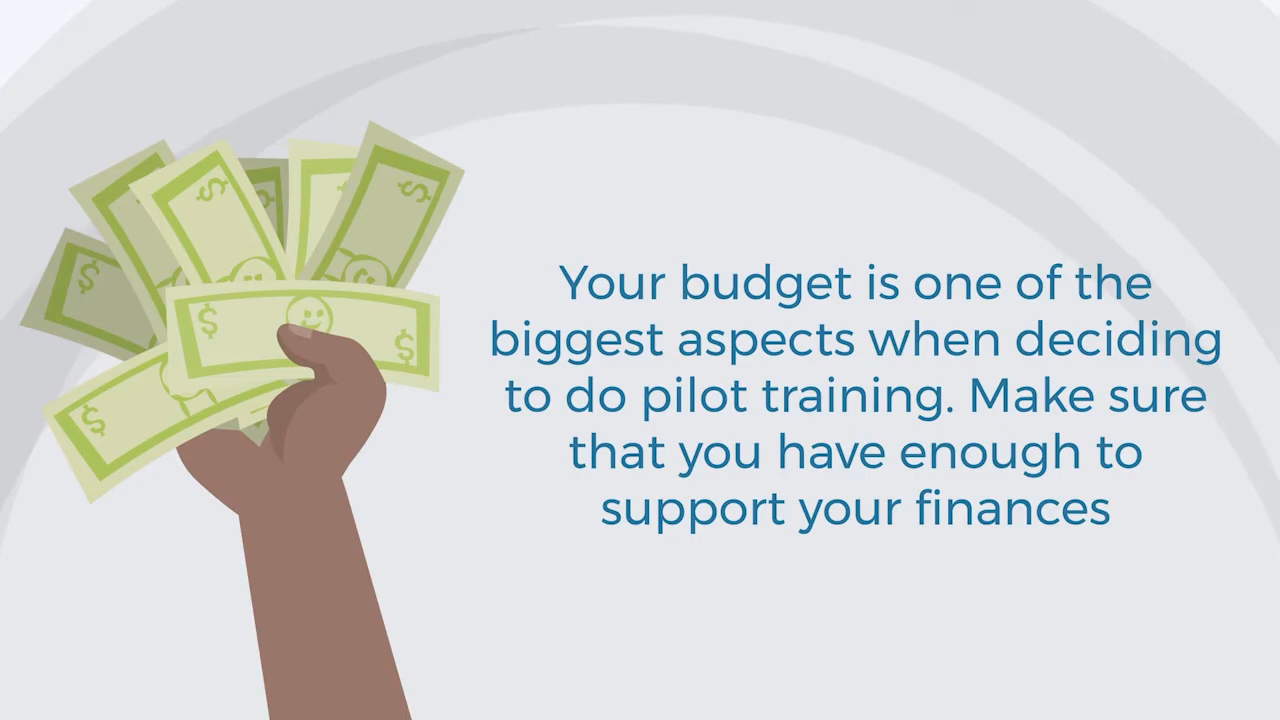 Your budget is one of the
biggest aspects when deciding
to do pilot training. Make sure
that you have enough to
support your finances